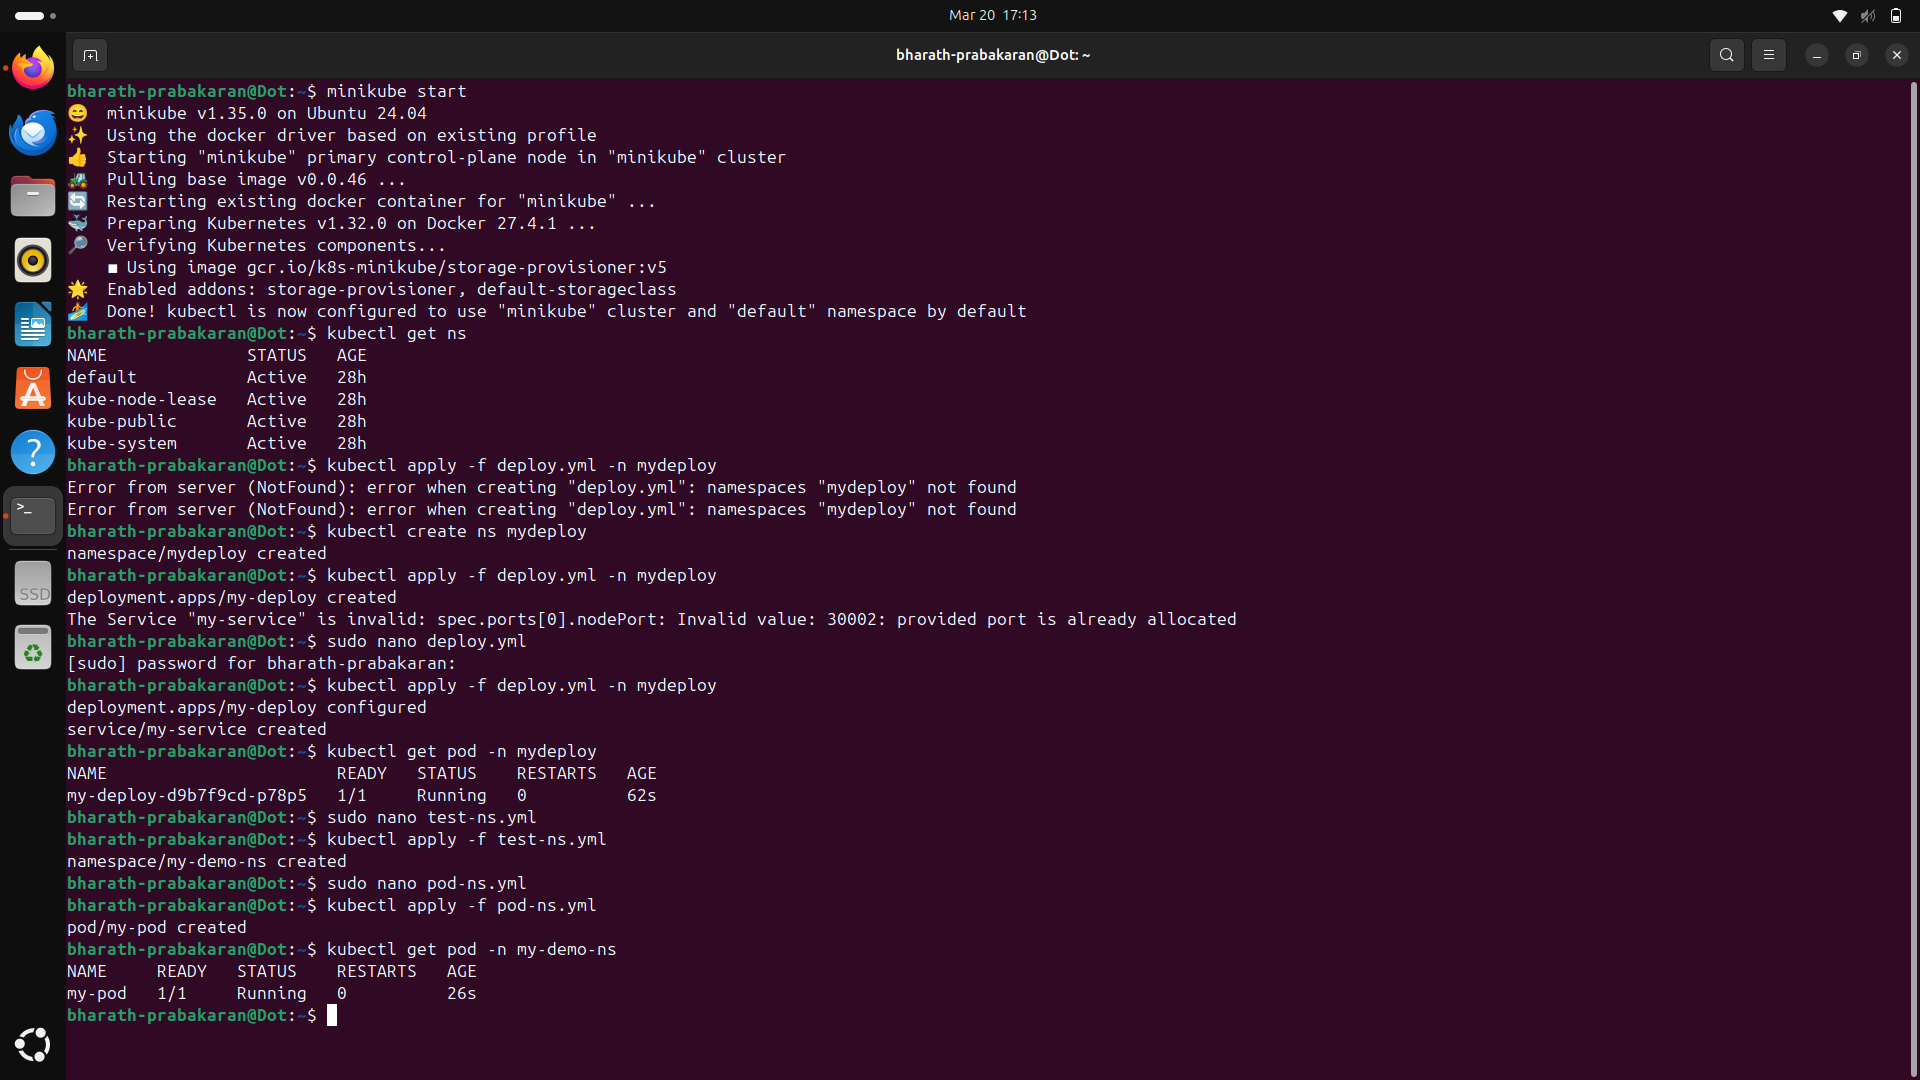 Mar 20 17:13
bharath-prabakaran@Dot: ~
bharath-prabakaran@Dot:~$ minikube start
😄  minikube v1.35.0 on Ubuntu 24.04
✨  Using the docker driver based on existing profile
👍  Starting "minikube" primary control-plane node in "minikube" cluster
🚜  Pulling base image v0.0.46 ...
🔄  Restarting existing docker container for "minikube" ...
🐳  Preparing Kubernetes v1.32.0 on Docker 27.4.1 ...
🔎  Verifying Kubernetes components...
    ▪ Using image gcr.io/k8s-minikube/storage-provisioner:v5
🌟  Enabled addons: storage-provisioner, default-storageclass
🏄  Done! kubectl is now configured to use "minikube" cluster and "default" namespace by default
bharath-prabakaran@Dot:~$ kubectl get ns
NAME              STATUS   AGE
default           Active   28h
kube-node-lease   Active   28h
kube-public       Active   28h
kube-system       Active   28h
bharath-prabakaran@Dot:~$ kubectl apply -f deploy.yml -n mydeploy
Error from server (NotFound): error when creating "deploy.yml": namespaces "mydeploy" not found
Error from server (NotFound): error when creating "deploy.yml": namespaces "mydeploy" not found
bharath-prabakaran@Dot:~$ kubectl create ns mydeploy
namespace/mydeploy created
bharath-prabakaran@Dot:~$ kubectl apply -f deploy.yml -n mydeploy
deployment.apps/my-deploy created
The Service "my-service" is invalid: spec.ports[0].nodePort: Invalid value: 30002: provided port is already allocated
bharath-prabakaran@Dot:~$ sudo nano deploy.yml
[sudo] password for bharath-prabakaran:
bharath-prabakaran@Dot:~$ kubectl apply -f deploy.yml -n mydeploy
deployment.apps/my-deploy configured
service/my-service created
bharath-prabakaran@Dot:~$ kubectl get pod -n mydeploy
NAME                       READY   STATUS    RESTARTS   AGE
my-deploy-d9b7f9cd-p78p5   1/1     Running   0          62s
bharath-prabakaran@Dot:~$ sudo nano test-ns.yml
bharath-prabakaran@Dot:~$ kubectl apply -f test-ns.yml
namespace/my-demo-ns created
bharath-prabakaran@Dot:~$ sudo nano pod-ns.yml
bharath-prabakaran@Dot:~$ kubectl apply -f pod-ns.yml
pod/my-pod created
bharath-prabakaran@Dot:~$ kubectl get pod -n my-demo-ns
NAME     READY   STATUS    RESTARTS   AGE
my-pod   1/1     Running   0          26s
bharath-prabakaran@Dot:~$
SSD